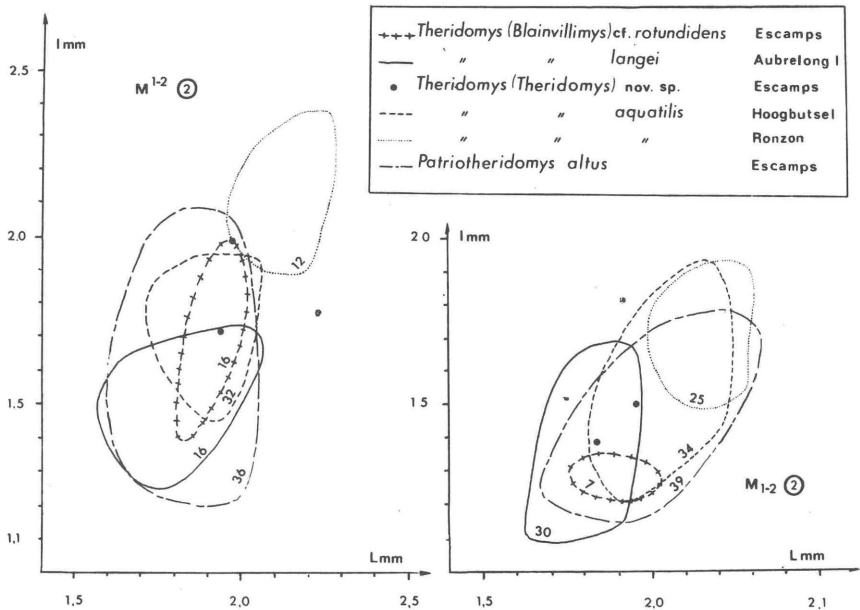 l mm
2,5
M1-2 ②
2,0
1,5
1,1
12
16
32
16
36
L mm
1,5 2,0 2,5
Theridomys (Blainvillimys) cf. rotundidens Escamps
" " langei Aubrelong I
Theridomys (Theridomys) nov. sp. Escamps
" " aquatilis Hoogbutsel
" " " Ronzon
Patriotheridomys altus Escamps
l mm
2 0
1 5
25
34
7
39
30
M1-2 ②
L mm
1,5 2,0 2,1